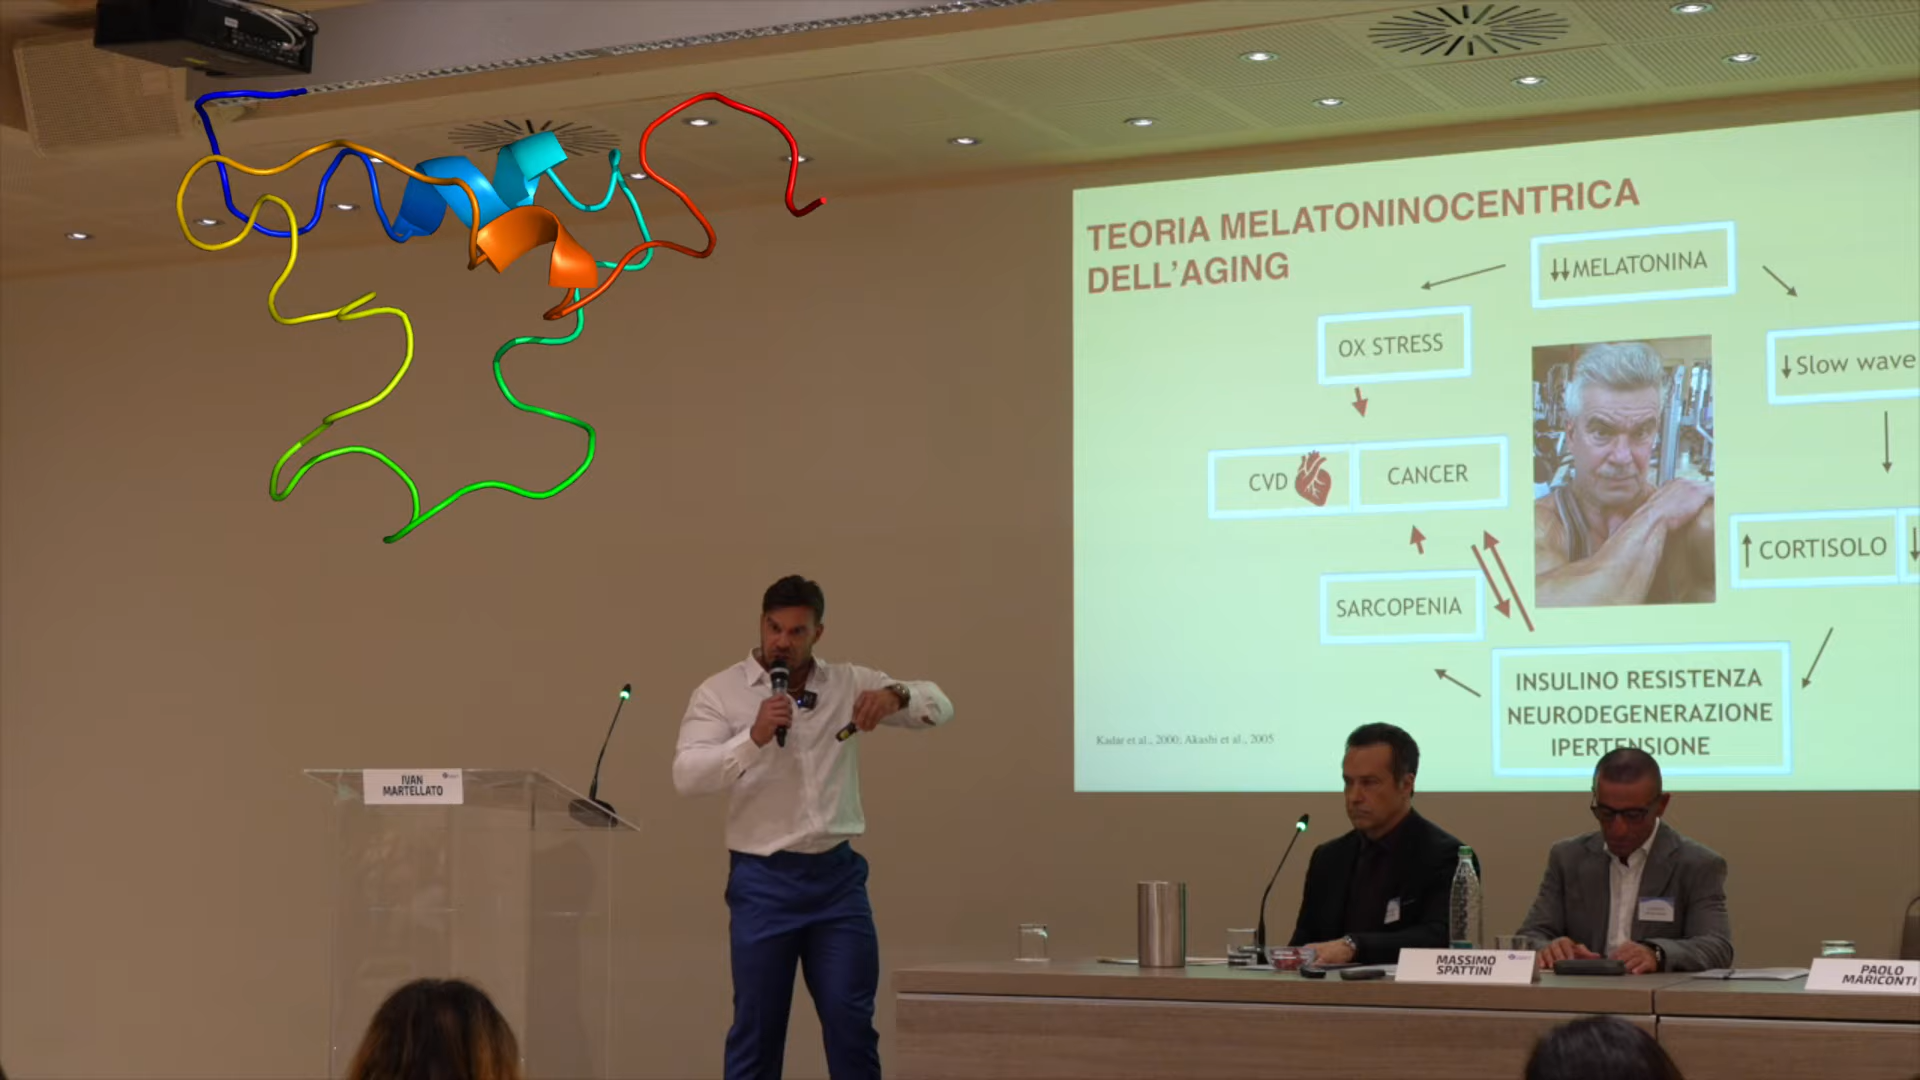 TEORIA MELATONINOCENTRICA
DELL'AGING
↓↓MELATONINA
OX STRESS
↓Slow wave
CVD
CANCER
↑CORTISOLO
↓
SARCOPENIA
INSULINO RESISTENZA
NEURODEGENERAZIONE
IPERTENSIONE
Kadar et al., 2000; Akashi et al., 2005
IVAN
MARTELLATO
MASSIMO
SPATTINI
PAOLO
MARICONTI